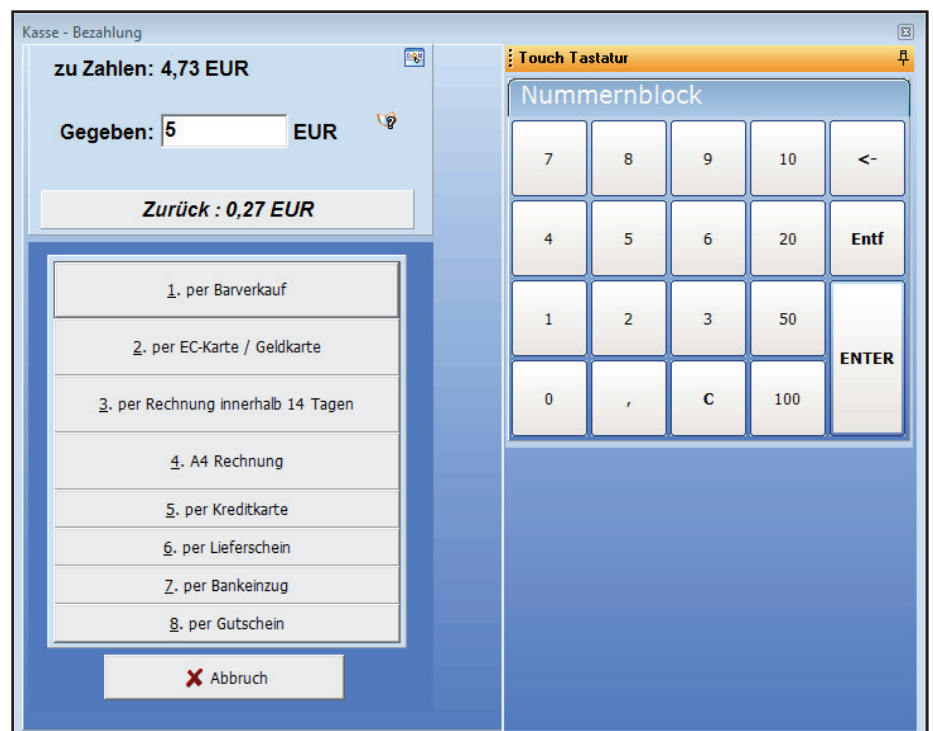 Kasse - Bezahlung
zu Zahlen: 4,73 EUR
Gegeben: 5 EUR
Zurück : 0,27 EUR
1. per Barverkauf
2. per EC-Karte / Geldkarte
3. per Rechnung innerhalb 14 Tagen
4. A4 Rechnung
5. per Kreditkarte
6. per Lieferschein
7. per Bankeinzug
8. per Gutschein
Abbruch
Touch Tastatur
Nummernblock
7 8 9 10 <-
4 5 6 20 Entf
1 2 3 50
ENTER
0 , C 100